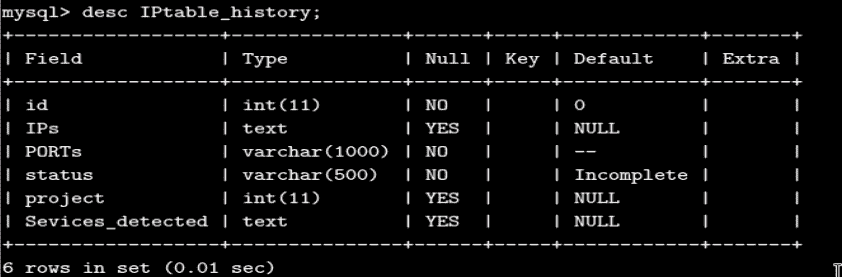 mysql> desc IPtable_history;
+------------------+---------------+------+-----+------------+-------+
| Field            | Type          | Null | Key | Default    | Extra |
+------------------+---------------+------+-----+------------+-------+
| id               | int(11)       | NO   |     | 0          |       |
| IPs              | text          | YES  |     | NULL       |       |
| PORTs            | varchar(1000) | NO   |     | --         |       |
| status           | varchar(500)  | NO   |     | Incomplete |       |
| project          | int(11)       | YES  |     | NULL       |       |
| Sevices_detected | text          | YES  |     | NULL       |       |
+------------------+---------------+------+-----+------------+-------+
6 rows in set (0.01 sec)